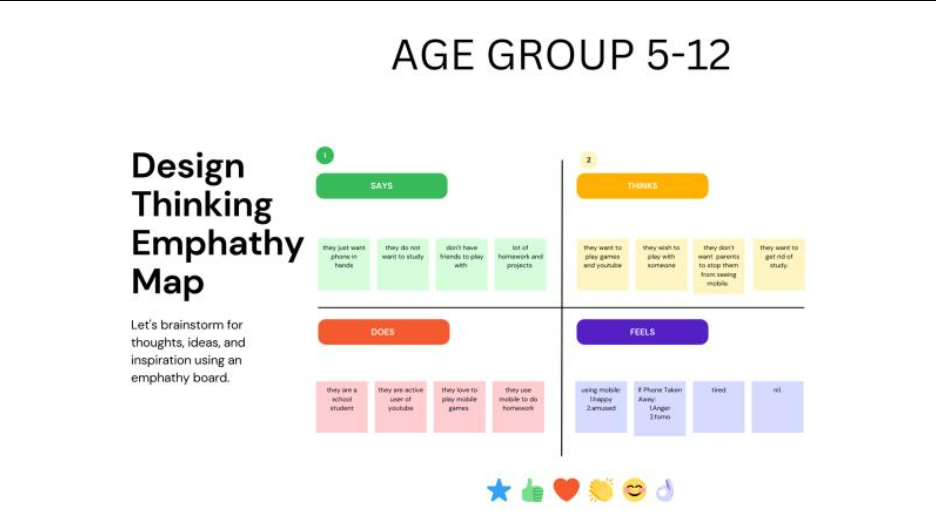 AGE GROUP 5-12
Design
Thinking
Emphathy
Map
Let's brainstorm for
thoughts, ideas, and
inspiration using an
emphathy board.
1
SAYS
they just want
phone in
hands
they do not
want to study
don't have
friends to play
with
lot of
homework and
projects
2
THINKS
they want to
play games
and youtube
they wish to
play with
someone
they don't
want parents
to stop them
from seeing
mobile.
they want to
get rid of
study.
DOES
they are a
school
student
they are active
user of
youtube
they love to
play mobile
games
they use
mobile to do
homework
FEELS
using mobile:
1.happy
2.amused
If Phone Taken
Away:
1.Anger
2.fomo
tired
nil.